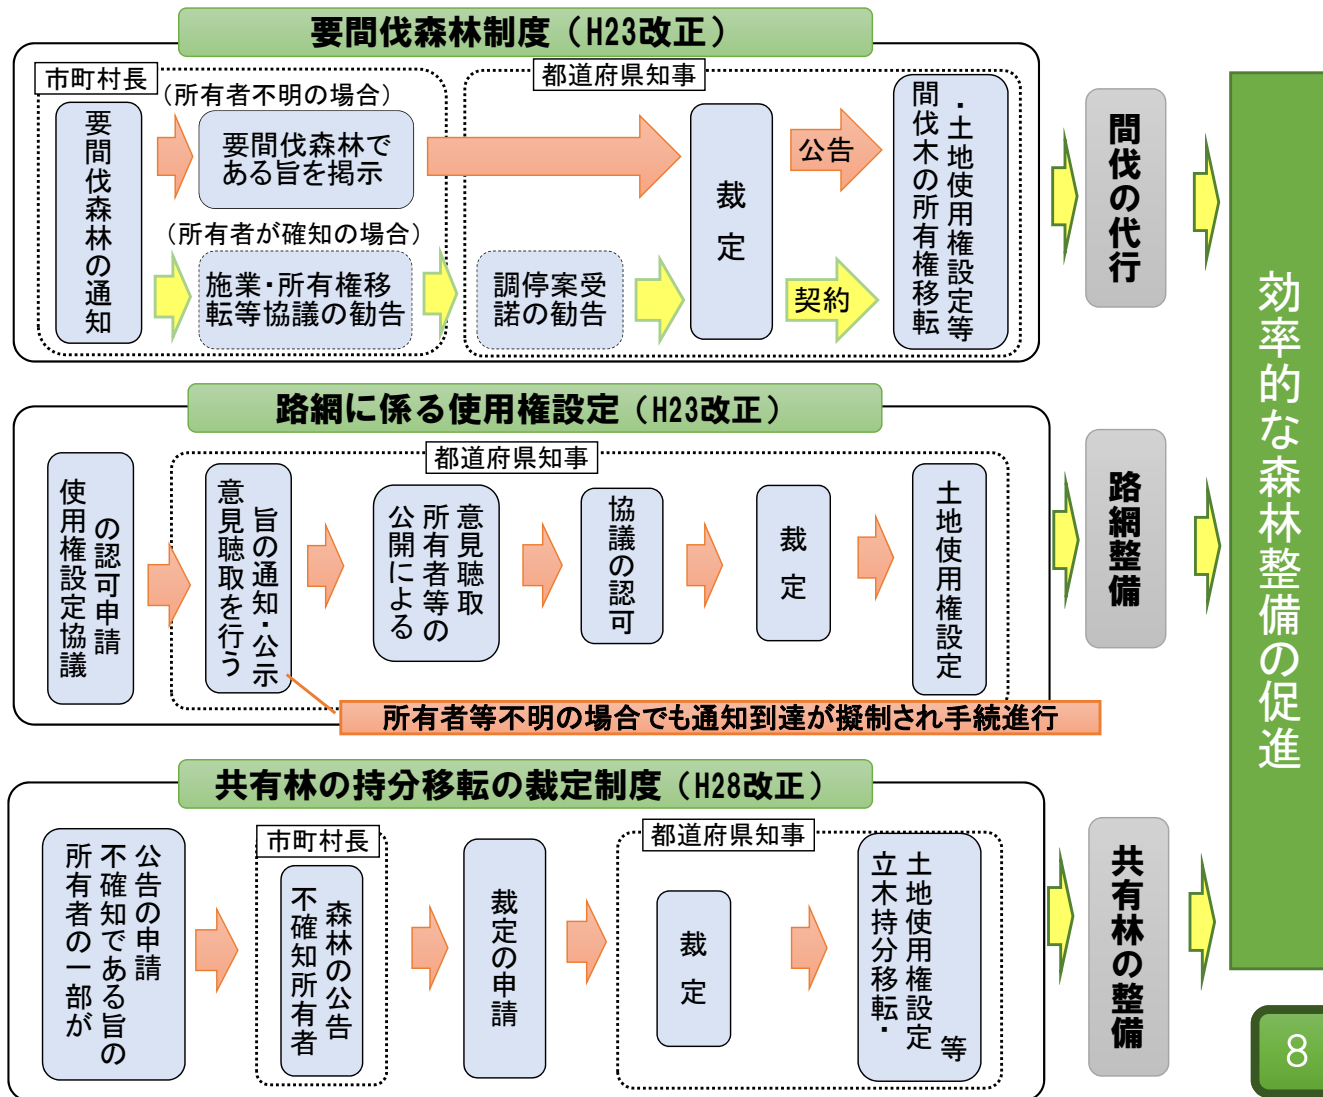 要間伐森林制度（H23改正）
市町村長
要間伐森林の通知
（所有者不明の場合）
要間伐森林で
ある旨を掲示
（所有者が確知の場合）
施業・所有権移
転等協議の勧告
都道府県知事
調停案受
諾の勧告
裁定
公告
契約
間伐木の所有権移転
・土地使用権設定等
間伐の代行
路網に係る使用権設定（H23改正）
使用権設定協議
の認可申請
都道府県知事
意見聴取を行う
旨の通知・公示
公開による
所有者等の
意見聴取
協議の認可
裁定
土地使用権設定
所有者等不明の場合でも通知到達が擬制され手続進行
路網整備
共有林の持分移転の裁定制度（H28改正）
所有者の一部が
不確知である旨の
公告の申請
市町村長
不確知所有者
森林の公告
裁定の申請
都道府県知事
裁定
立木持分移転・
土地使用権設定
等
共有林の整備
効率的な森林整備の促進
8